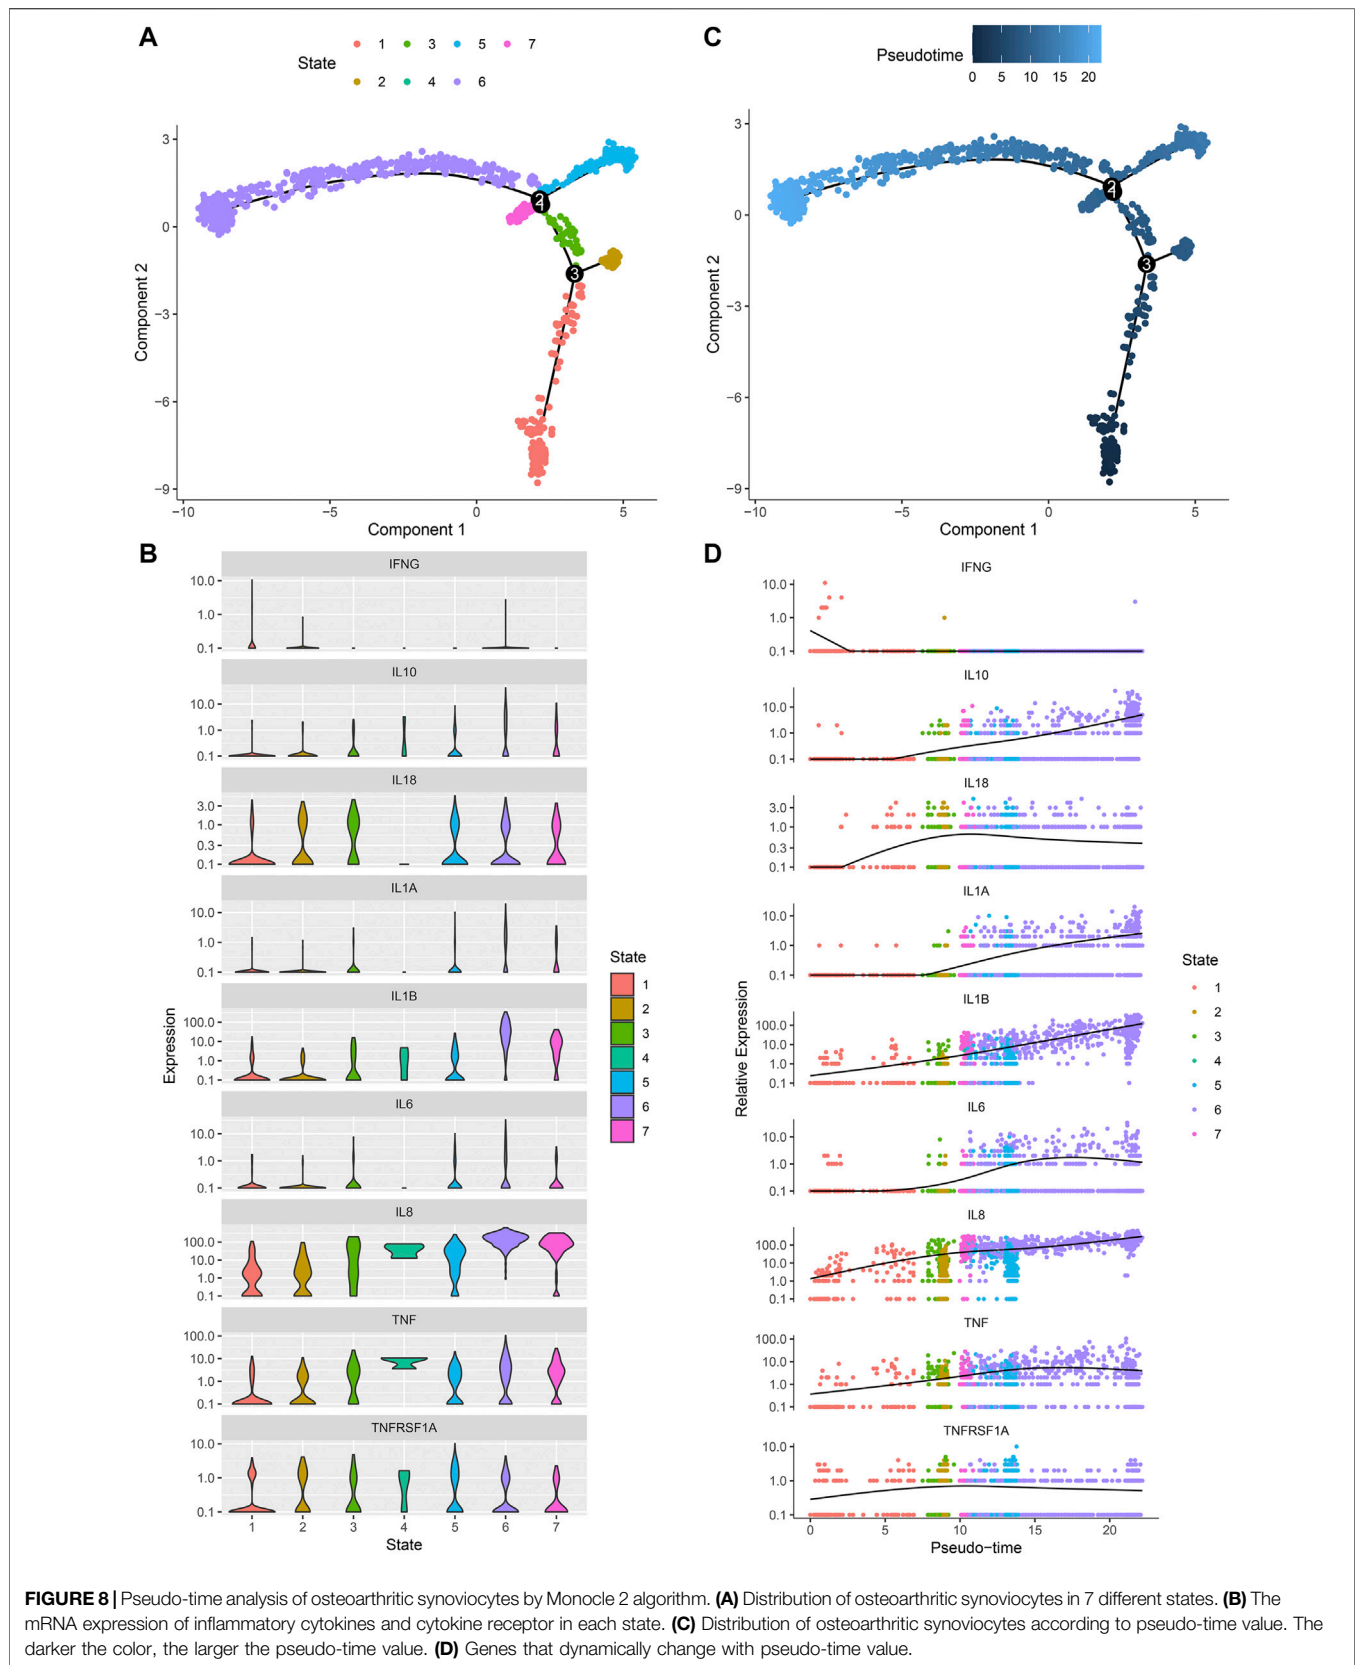 A
State
1 3 5 7
2 4 6
3
0
−3
−6
−9
Component 2
−10 −5 0 5
Component 1
2
1
3
C
Pseudotime
0 5 10 15 20
3
0
−3
−6
−9
Component 2
−10 −5 0 5
Component 1
2
1
3
B
Expression
IFNG
10.0
1.0
0.1
IL10
10.0
1.0
0.1
IL18
3.0
1.0
0.3
0.1
IL1A
10.0
1.0
0.1
IL1B
100.0
10.0
1.0
0.1
IL6
10.0
1.0
0.1
IL8
100.0
10.0
1.0
0.1
TNF
100.0
10.0
1.0
0.1
TNFRSF1A
10.0
1.0
0.1
1 2 3 4 5 6 7
State
State
1
2
3
4
5
6
7
D
Relative Expression
IFNG
10.0
1.0
0.1
IL10
10.0
1.0
0.1
IL18
3.0
1.0
0.3
0.1
IL1A
10.0
1.0
0.1
IL1B
100.0
10.0
1.0
0.1
IL6
10.0
1.0
0.1
IL8
100.0
10.0
1.0
0.1
TNF
100.0
10.0
1.0
0.1
TNFRSF1A
10.0
1.0
0.1
0 5 10 15 20
Pseudo−time
State
1
2
3
4
5
6
7
FIGURE 8 | Pseudo-time analysis of osteoarthritic synoviocytes by Monocle 2 algorithm. (A) Distribution of osteoarthritic synoviocytes in 7 different states. (B) The
mRNA expression of inflammatory cytokines and cytokine receptor in each state. (C) Distribution of osteoarthritic synoviocytes according to pseudo-time value. The
darker the color, the larger the pseudo-time value. (D) Genes that dynamically change with pseudo-time value.